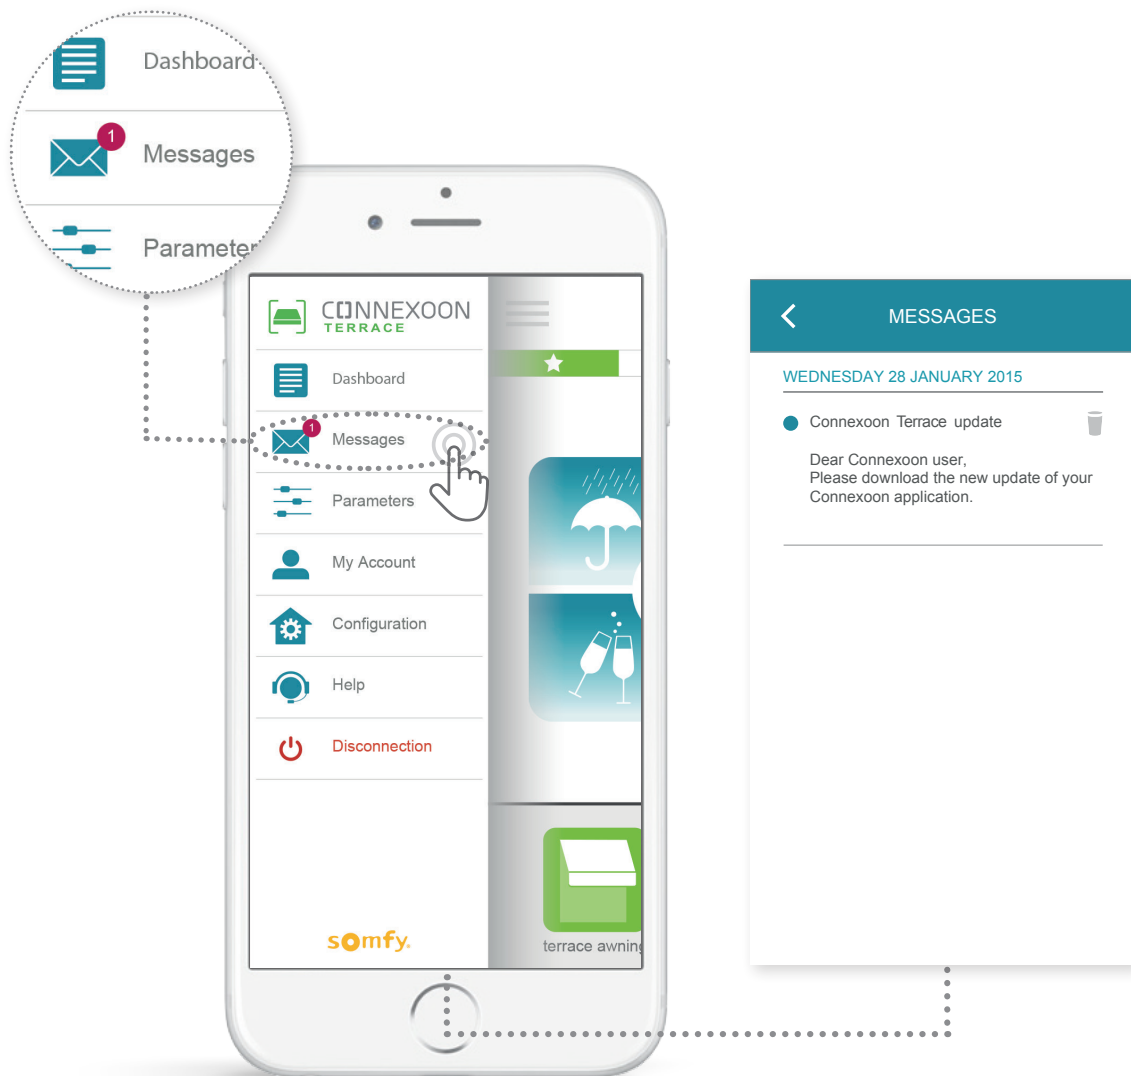 Dashboard
1
Messages
Parameter
CONNEXOON
TERRACE
Dashboard
1
Messages
Parameters
My Account
Configuration
Help
Disconnection
somfy.
terrace awning
MESSAGES
WEDNESDAY 28 JANUARY 2015
Connexoon Terrace update
Dear Connexoon user,
Please download the new update of your
Connexoon application.